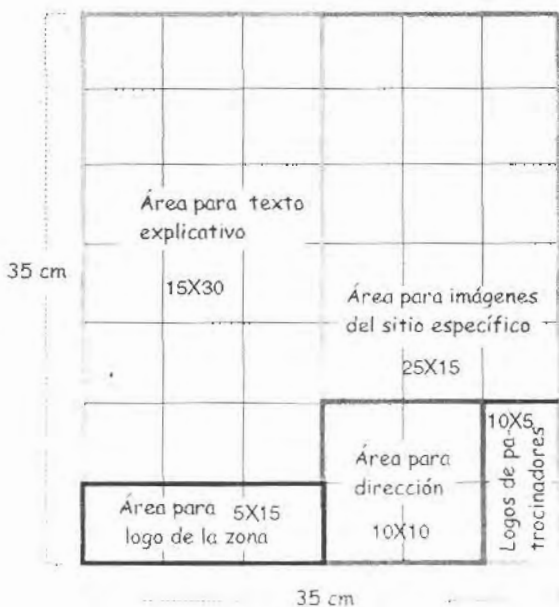 Área para texto
explicativo
15X30
35 cm
Área para imágenes
del sitio específico
25X15
10X5
Logos de pa-
trocinadores
Área para
dirección
10X10
Área para 5X15
logo de la zona
35 cm